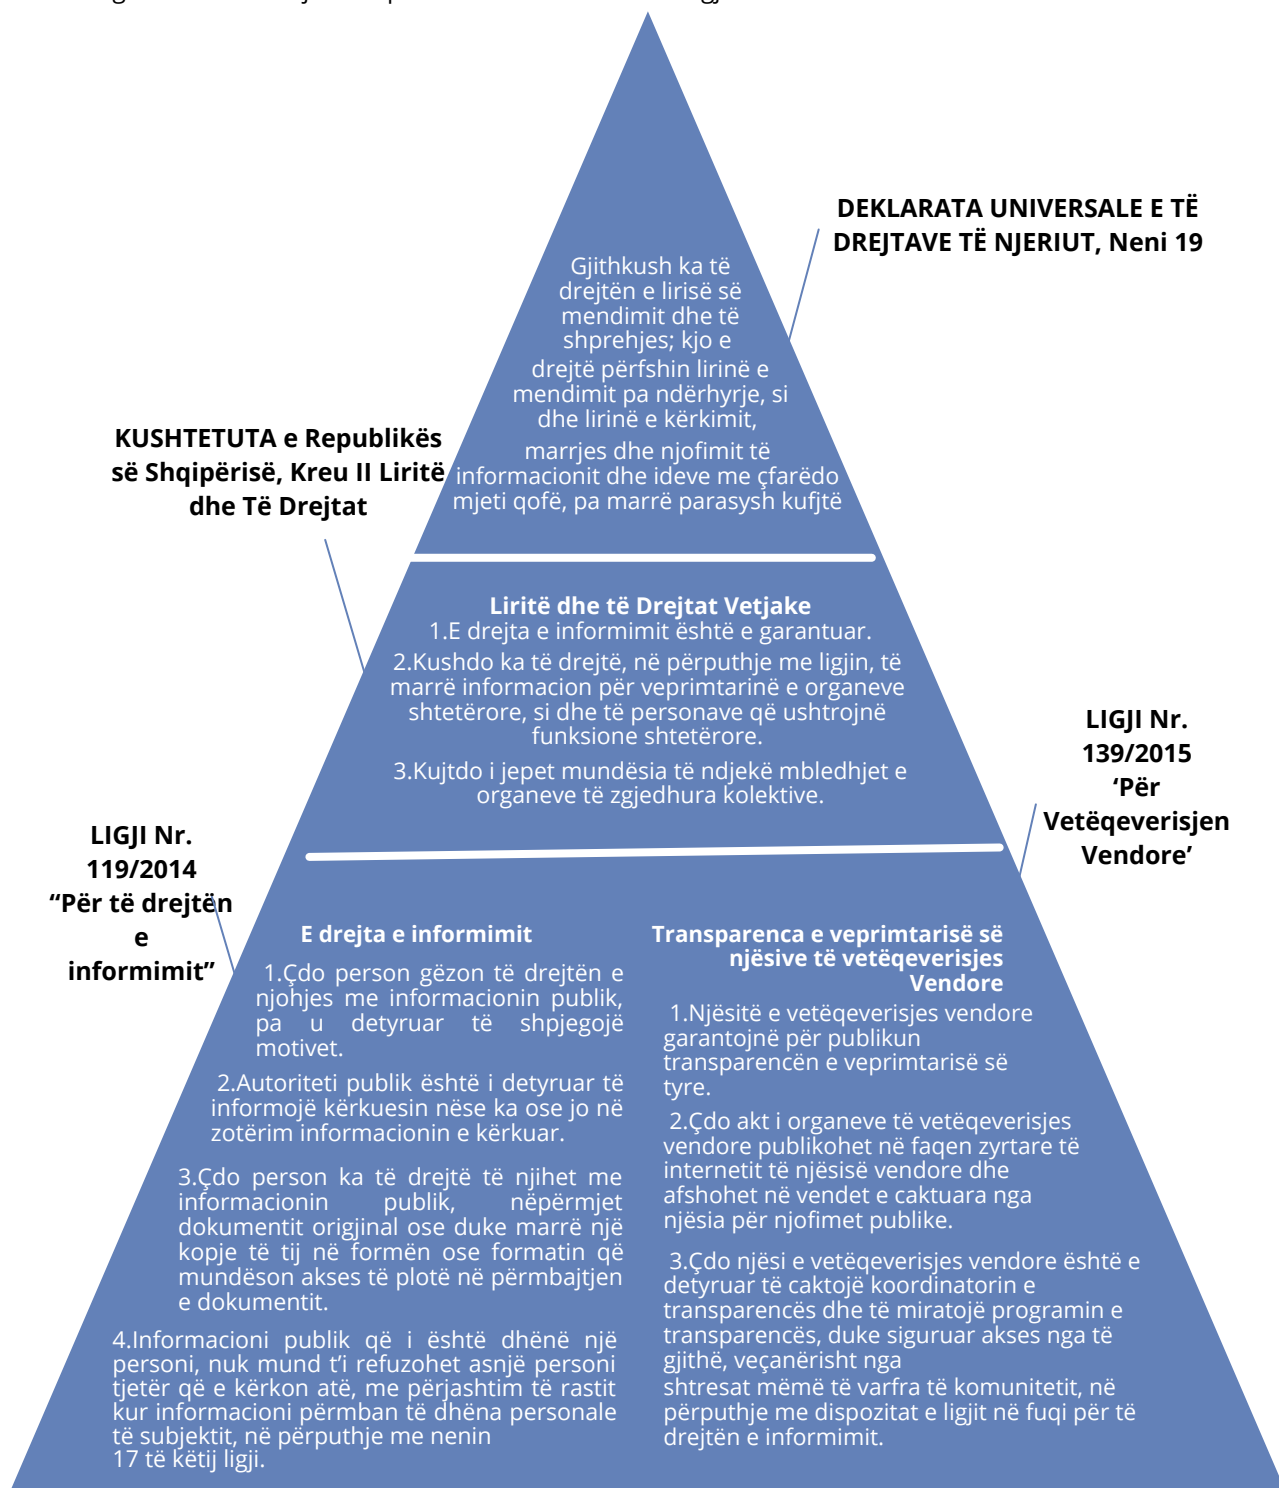 DEKLARATA UNIVERSALE E TË
DREJTAVE TË NJERIUT, Neni 19
Gjithkush ka të
drejtën e lirisë së
mendimit dhe të
shprehjes; kjo e
drejtë përfshin lirinë e
mendimit pa ndërhyrje, si
dhe lirinë e kërkimit,
marrjes dhe njofimit të
informacionit dhe ideve me çfarëdo
mjeti qofë, pa marrë parasysh kufjtë
KUSHTETUTA e Republikës
së Shqipërisë, Kreu II Liritë
dhe Të Drejtat
Liritë dhe të Drejtat Vetjake
1.E drejta e informimit është e garantuar.
2.Kushdo ka të drejtë, në përputhje me ligjin, të
marrë informacion për veprimtarinë e organeve
shtetërore, si dhe të personave që ushtrojnë
funksione shtetërore.
3.Kujtdo i jepet mundësia të ndjekë mbledhjet e
organeve të zgjedhura kolektive.
LIGJI Nr.
139/2015
‘Për
Vetëqeverisjen
Vendore’
LIGJI Nr.
119/2014
“Për të drejtën
e
informimit”
E drejta e informimit
1.Çdo person gëzon të drejtën e
njohjes me informacionin publik,
pa u detyruar të shpjegojë
motivet.
2.Autoriteti publik është i detyruar të
informojë kërkuesin nëse ka ose jo në
zotërim informacionin e kërkuar.
3.Çdo person ka të drejtë të njihet me
informacionin publik, nëpërmjet
dokumentit origjinal ose duke marrë një
kopje të tij në formën ose formatin që
mundëson akses të plotë në përmbajtjen
e dokumentit.
4.Informacioni publik që i është dhënë një
personi, nuk mund t’i refuzohet asnjë personi
tjetër që e kërkon atë, me përjashtim të rastit
kur informacioni përmban të dhëna personale
të subjektit, në përputhje me nenin
17 të këtij ligji.
Transparenca e veprimtarisë së
njësive të vetëqeverisjes
Vendore
1.Njësitë e vetëqeverisjes vendore
garantojnë për publikun
transparencën e veprimtarisë së
tyre.
2.Çdo akt i organeve të vetëqeverisjes
vendore publikohet në faqen zyrtare të
internetit të njësisë vendore dhe
afshohet në vendet e caktuara nga
njësia për njofimet publike.
3.Çdo njësi e vetëqeverisjes vendore është e
detyruar të caktojë koordinatorin e
transparencës dhe të miratojë programin e
transparencës, duke siguruar akses nga të
gjithë, veçanërisht nga
shtresat mëmë të varfra të komunitetit, në
përputhje me dispozitat e ligjit në fuqi për të
drejtën e informimit.